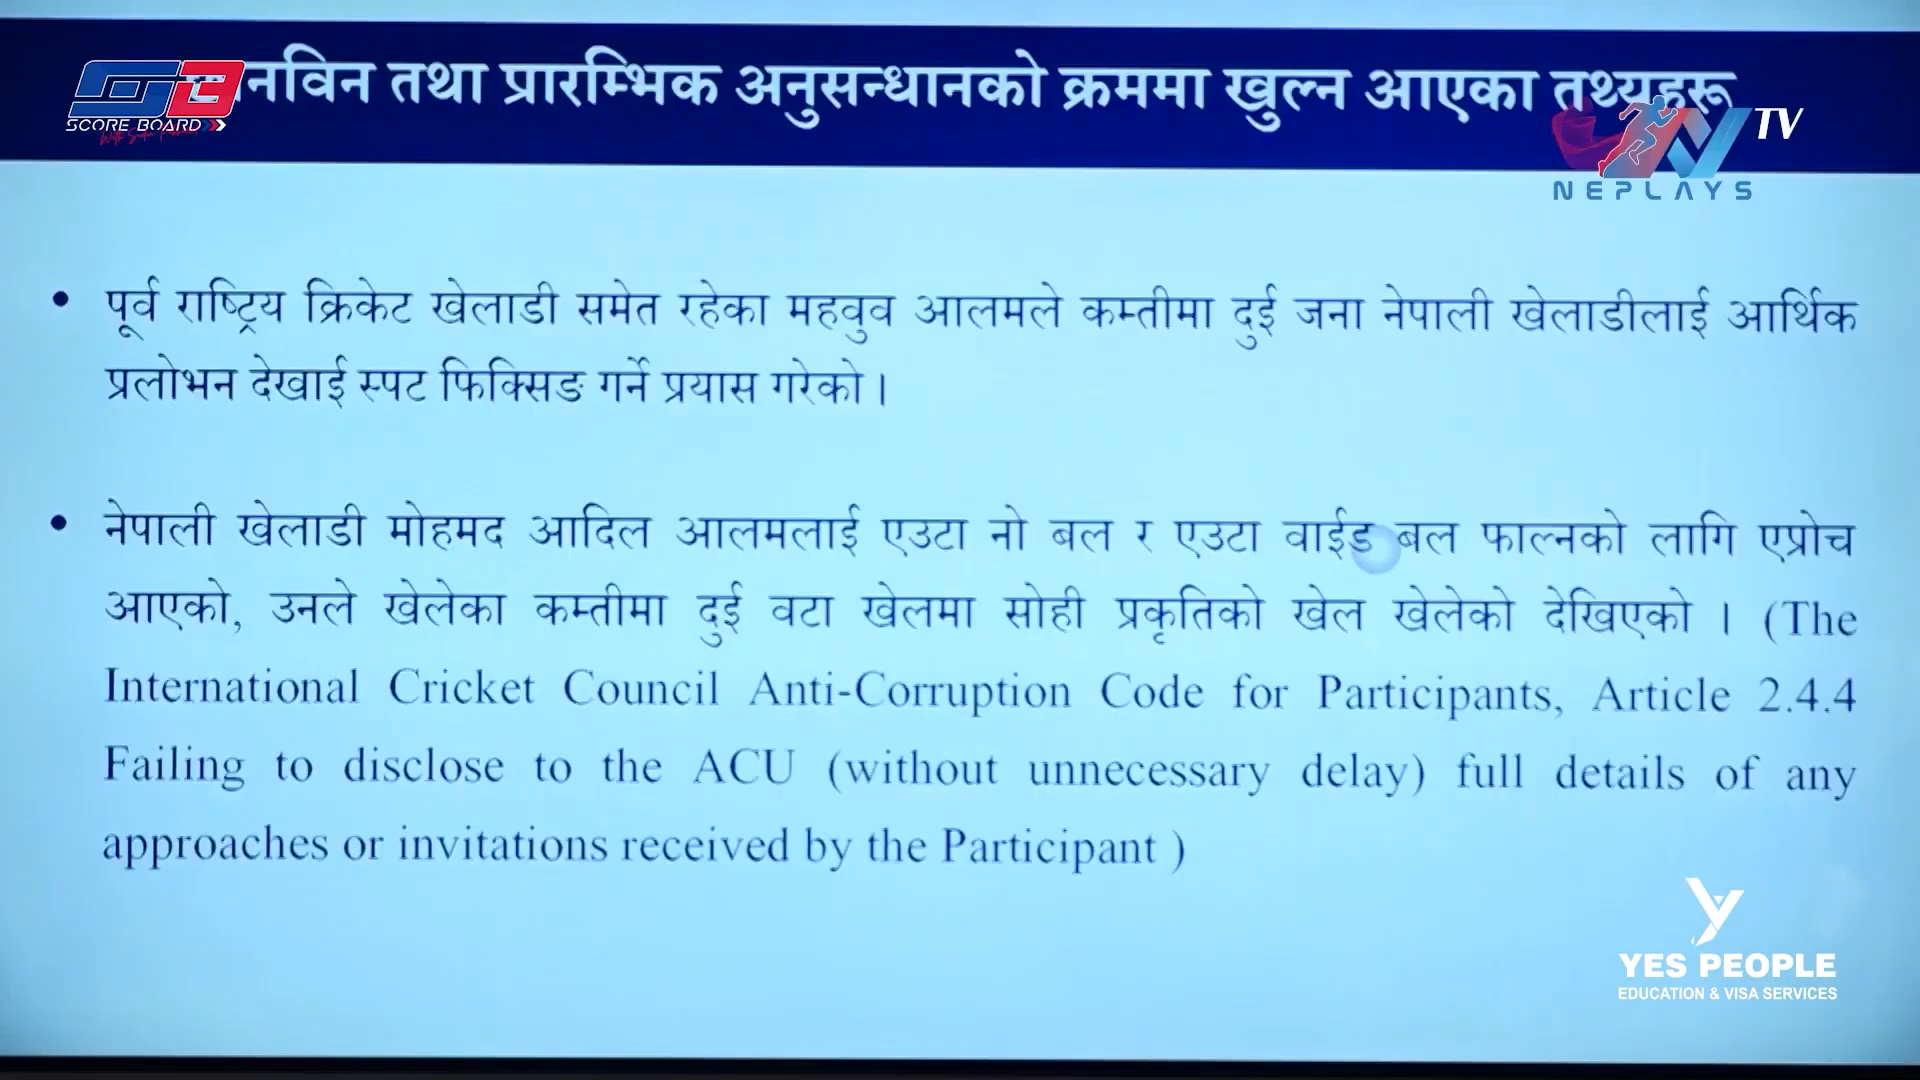 नविन तथा प्रारम्भिक अनुसन्धानको क्रममा खुल्न आएका तथ्यहरू
SCORE BOARD
TV
NEPLAYS
• पूर्व राष्ट्रिय क्रिकेट खेलाडी समेत रहेका महवुव आलमले कम्तीमा दुई जना नेपाली खेलाडीलाई आर्थिक
प्रलोभन देखाई स्पट फिक्सिङ गर्ने प्रयास गरेको।
• नेपाली खेलाडी मोहमद आदिल आलमलाई एउटा नो बल र एउटा वाईड बल फाल्नको लागि एप्रोच
आएको, उनले खेलेका कम्तीमा दुई वटा खेलमा सोही प्रकृतिको खेल खेलेको देखिएको । (The
International Cricket Council Anti-Corruption Code for Participants, Article 2.4.4
Failing to disclose to the ACU (without unnecessary delay) full details of any
approaches or invitations received by the Participant )
YES PEOPLE
EDUCATION & VISA SERVICES